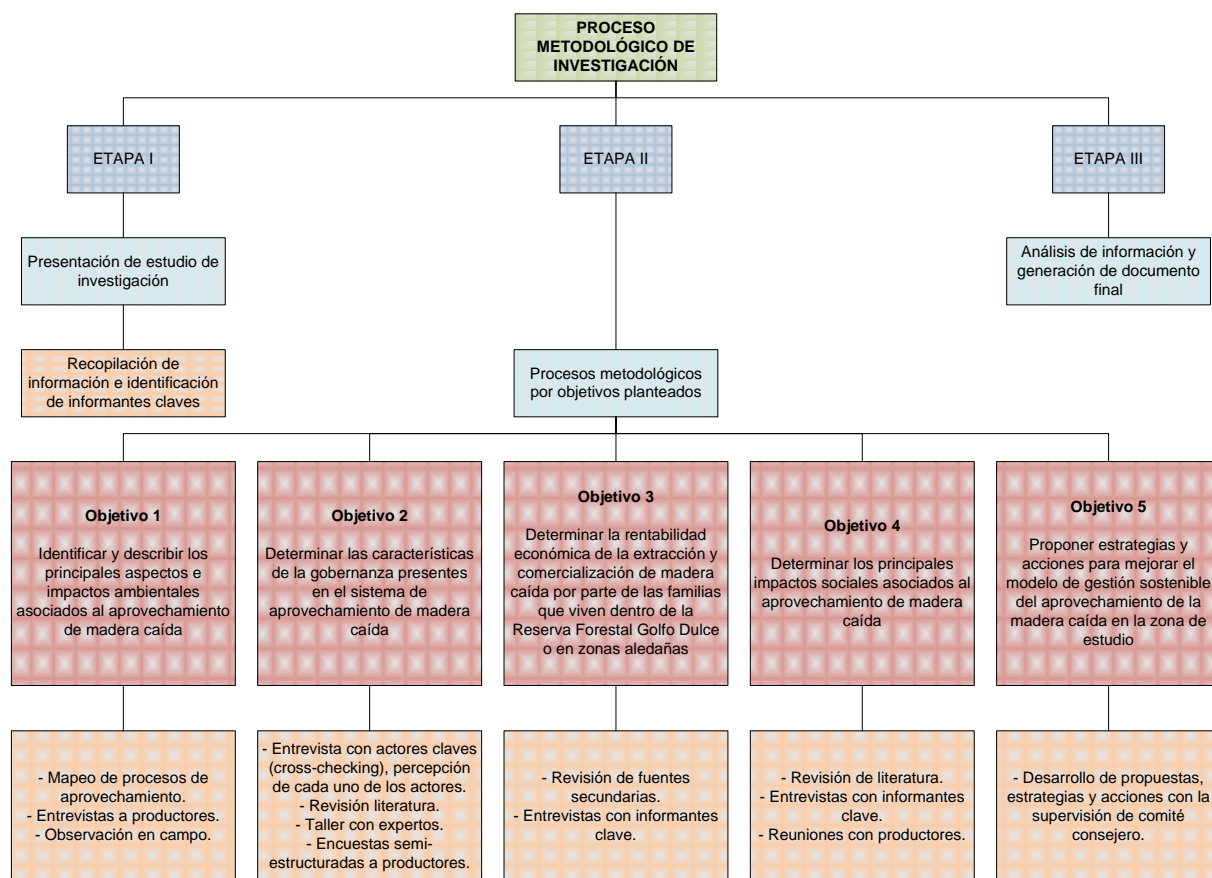 PROCESO
METODOLÓGICO DE
INVESTIGACIÓN
ETAPA I
ETAPA II
ETAPA III
Presentación de estudio de
investigación
Análisis de información y
generación de documento
final
Recopilación de
información e identificación
de informantes claves
Procesos metodológicos
por objetivos planteados
Objetivo 1
Identificar y describir los
principales aspectos e
impactos ambientales
asociados al aprovechamiento
de madera caída
Objetivo 2
Determinar las características
de la gobernanza presentes
en el sistema de
aprovechamiento de madera
caída
Objetivo 3
Determinar la rentabilidad
económica de la extracción y
comercialización de madera
caída por parte de las familias
que viven dentro de la
Reserva Forestal Golfo Dulce
o en zonas aledañas
Objetivo 4
Determinar los principales
impactos sociales asociados al
aprovechamiento de madera
caída
Objetivo 5
Proponer estrategias y
acciones para mejorar el
modelo de gestión sostenible
del aprovechamiento de la
madera caída en la zona de
estudio
- Mapeo de procesos de
aprovechamiento.
- Entrevistas a productores.
- Observación en campo.
- Entrevista con actores claves
(cross-checking), percepción
de cada uno de los actores.
- Revisión literatura.
- Taller con expertos.
- Encuestas semi-
estructuradas a productores.
- Revisión de fuentes
secundarias.
- Entrevistas con informantes
clave.
- Revisión de literatura.
- Entrevistas con informantes
clave.
- Reuniones con productores.
- Desarrollo de propuestas,
estrategias y acciones con la
supervisión de comité
consejero.